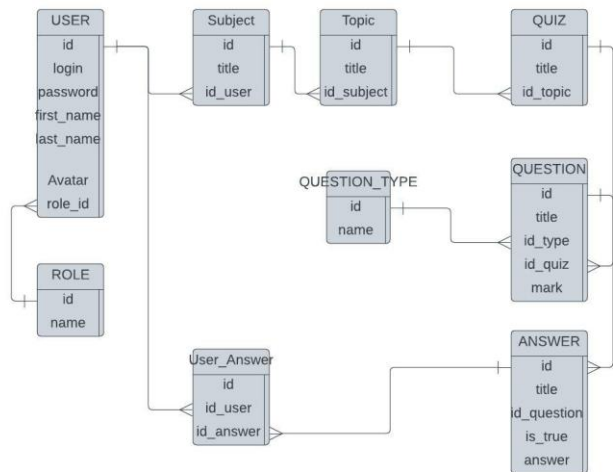 USER
id
login
password
first_name
last_name
Avatar
role_id
Subject
id
title
id_user
Topic
id
title
id_subject
QUIZ
id
title
id_topic
QUESTION_TYPE
id
name
QUESTION
id
title
id_type
id_quiz
mark
ROLE
id
name
User_Answer
id
id_user
id_answer
ANSWER
id
title
id_question
is_true
answer